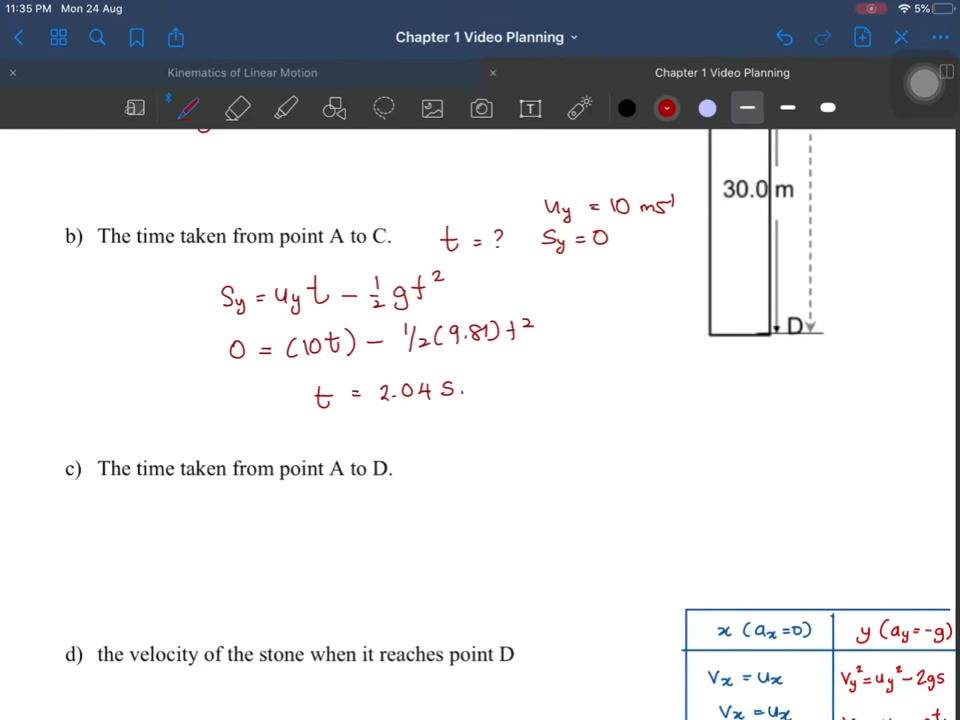 11:35 PM Mon 24 Aug 5%
Chapter 1 Video Planning
Kinematics of Linear Motion
Chapter 1 Video Planning
30.0 m
D
b) The time taken from point A to C.
t = ?
uy = 10 ms⁻¹
Sy = 0
Sy = uy t - 1/2 g t²
0 = (10t) - 1/2 (9.81) t²
t = 2.04 s.
c) The time taken from point A to D.
d) the velocity of the stone when it reaches point D
x (ax=0)
y (ay=-g)
Vx = ux
Vy² = uy² - 2gs
Vx = ux